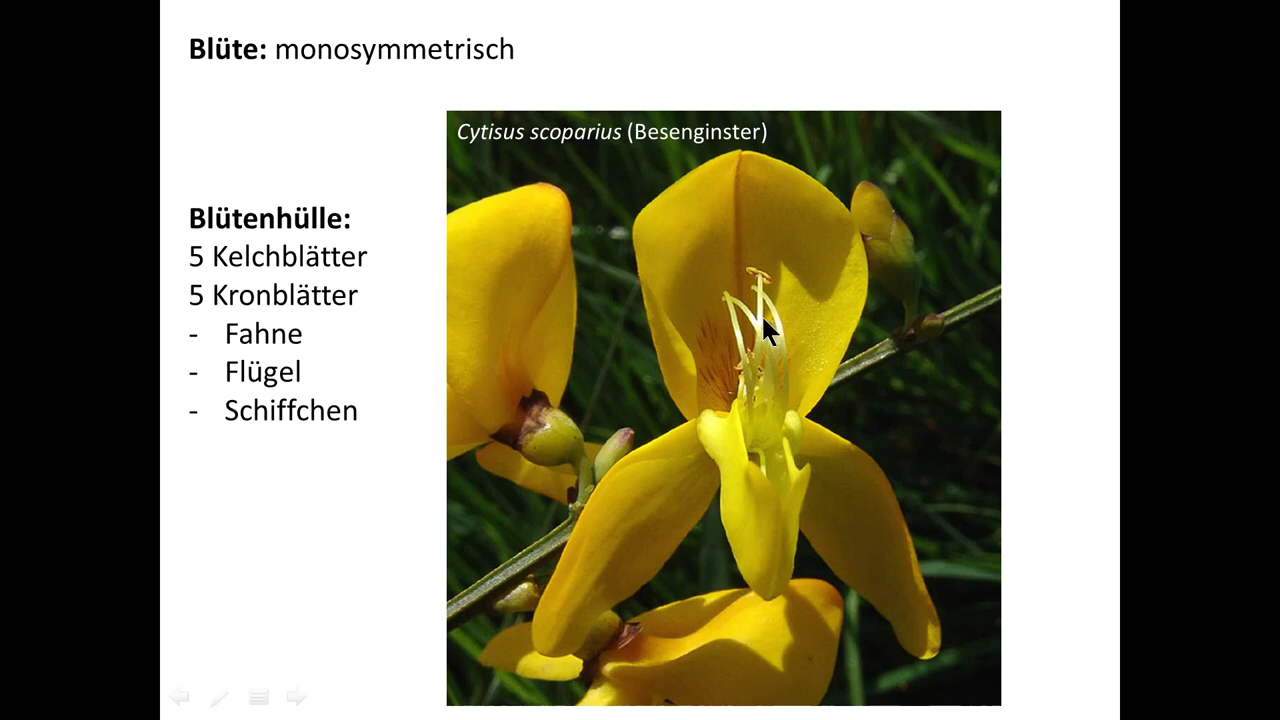 Blüte: monosymmetrisch
Cytisus scoparius (Besenginster)
Blütenhülle:
5 Kelchblätter
5 Kronblätter
- Fahne
- Flügel
- Schiffchen